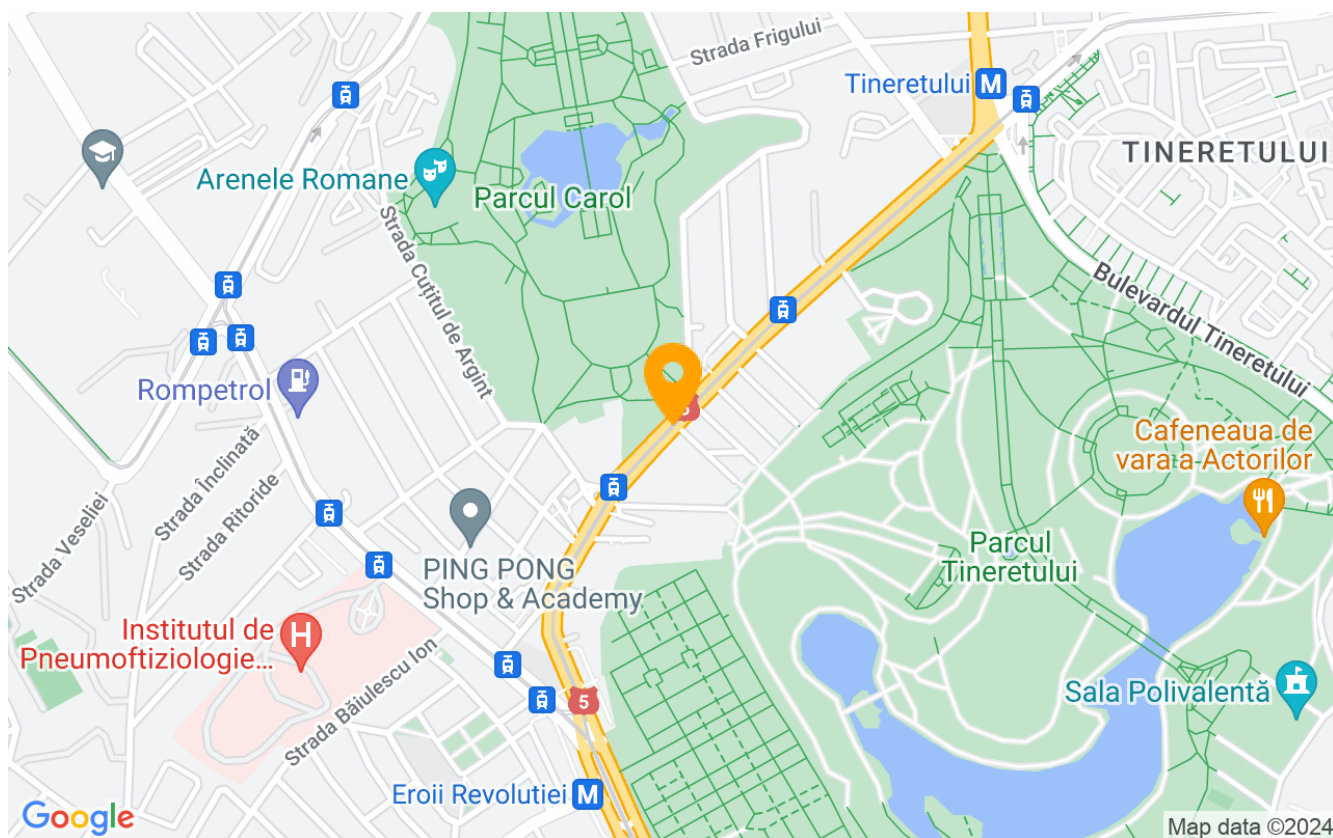 Strada Frigului
Tineretului
M
TINERETULUI
Arenele Romane
Parcul Carol
Strada Cuțitul de Argint
Bulevardul Tineretului
Rompetrol
Cafeneaua de
vara a Actorilor
Strada Înclinată
Strada Ritoride
Strada Veseliei
PING PONG
Shop & Academy
Parcul
Tineretului
Institutul de
Pneumoftiziologie...
H
Strada Băiulescu Ion
Sala Polivalentă
5
Eroii Revolutiei
M
Google
Map data ©2024